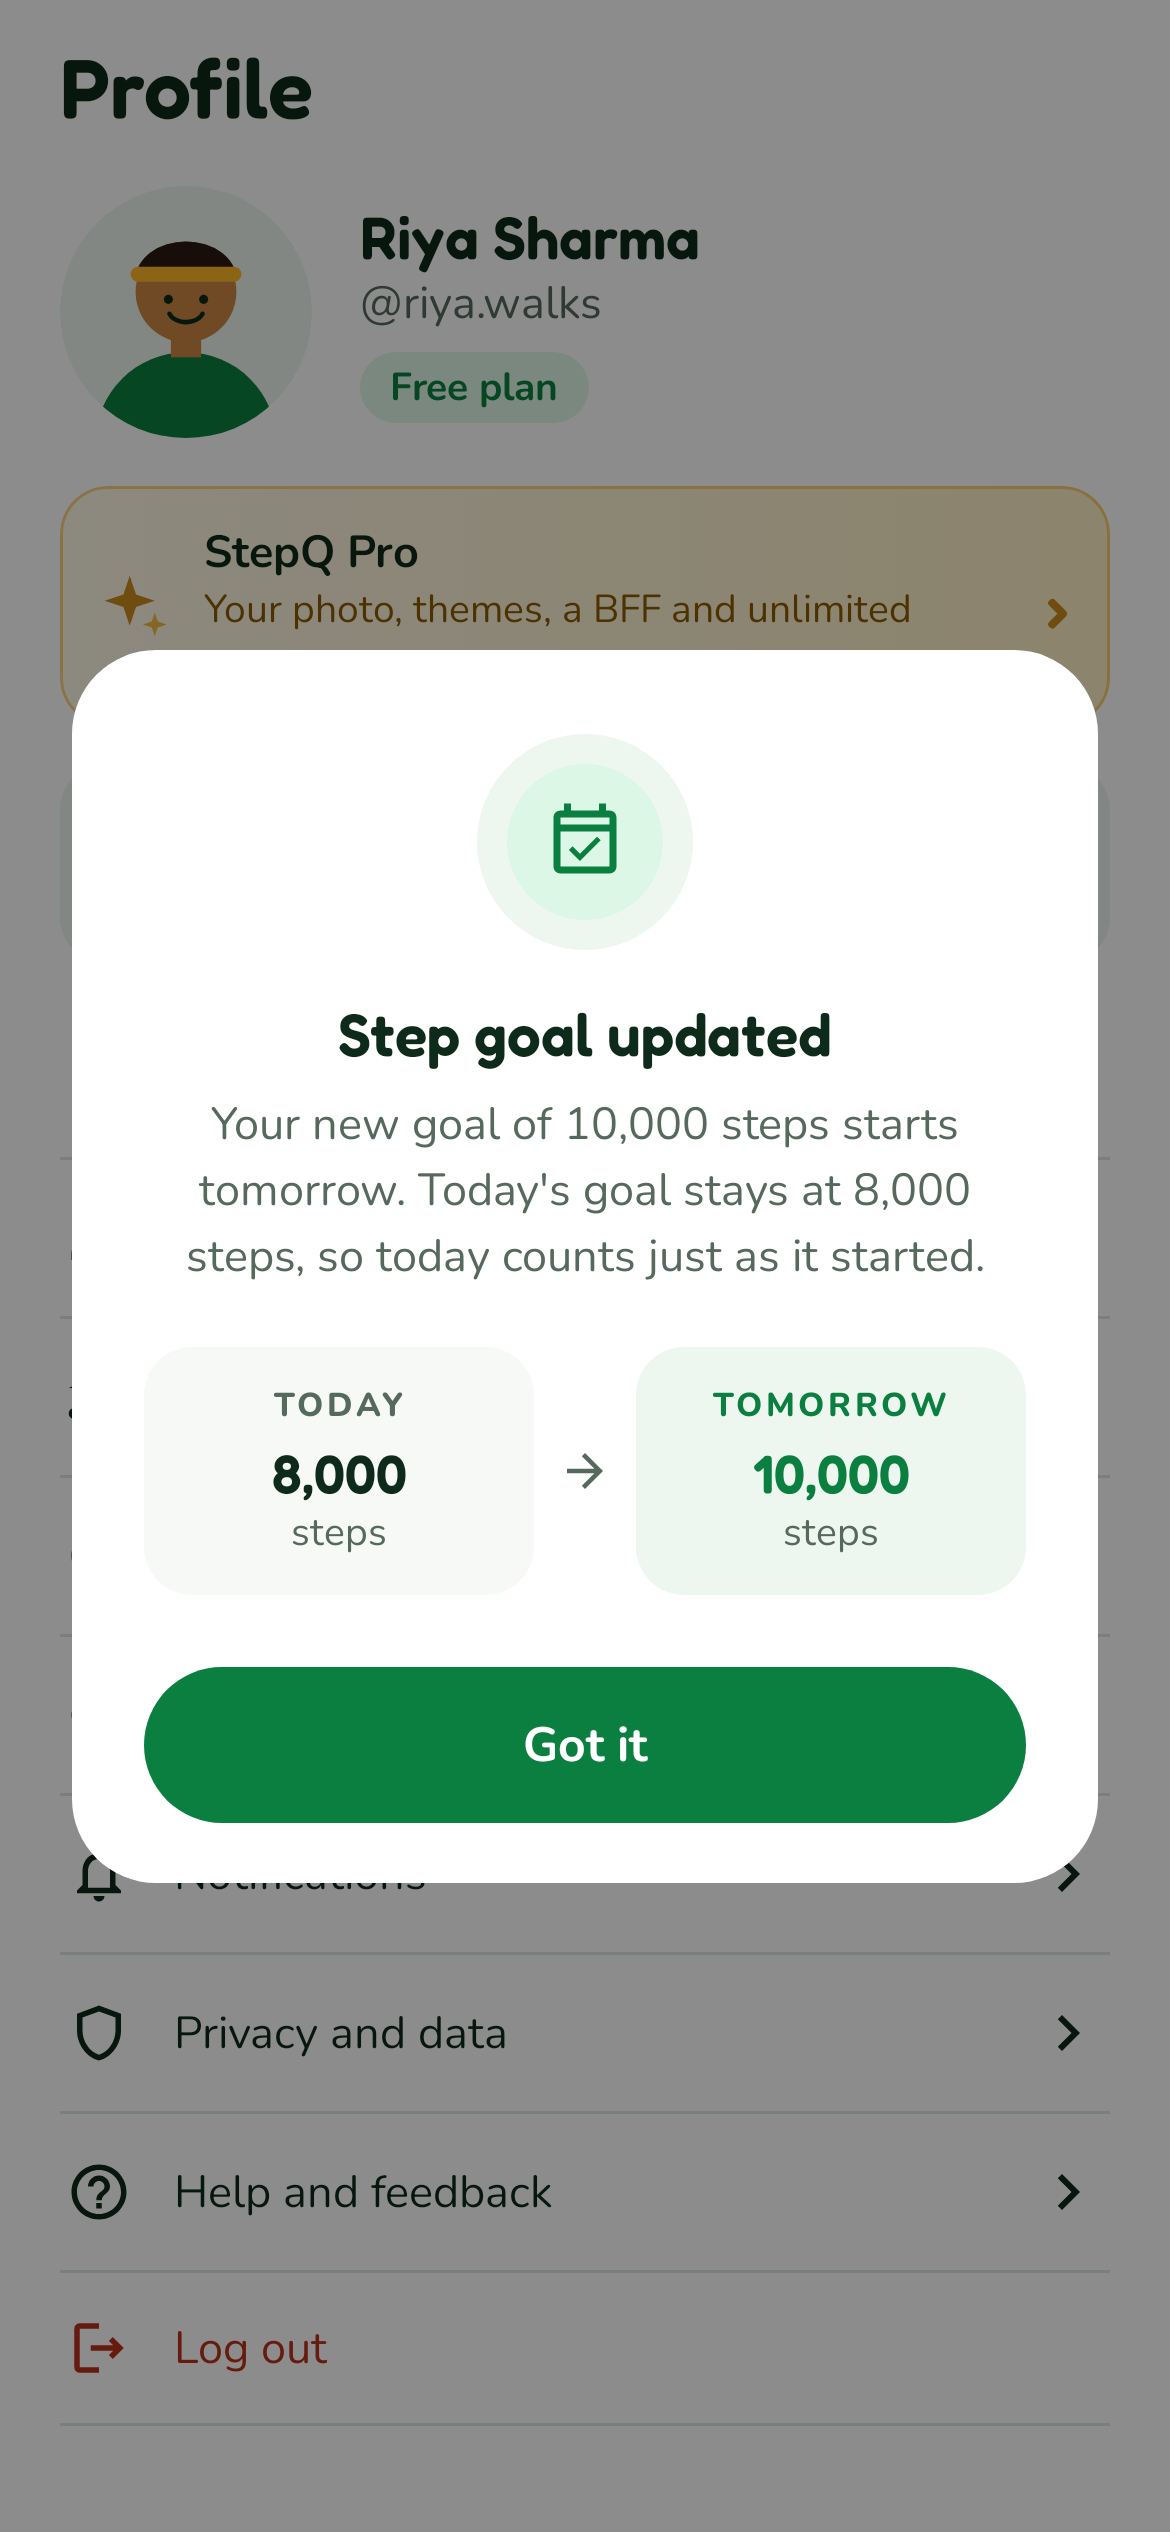 Profile
Riya Sharma
@riya.walks
Free plan
StepQ Pro
Your photo, themes, a BFF and unlimited
Step goal updated
Your new goal of 10,000 steps starts
tomorrow. Today's goal stays at 8,000
steps, so today counts just as it started.
TODAY
8,000
steps
TOMORROW
10,000
steps
Got it
Notifications
Privacy and data
Help and feedback
Log out